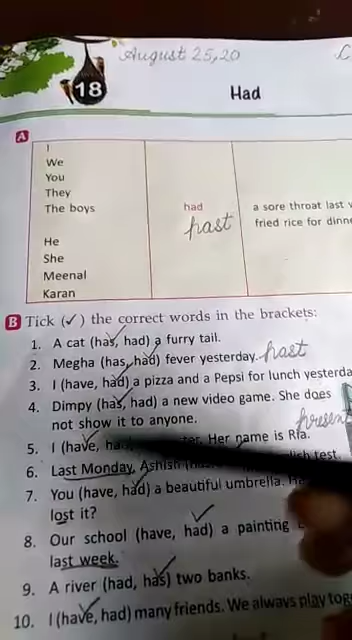 August 25, 20
18
Had
A
I
We
You
They
The boys
He
She
Meenal
Karan
had
past
a sore throat last
fried rice for
B Tick (✓) the correct words in the brackets:
1. A cat (has, had) a furry tail.
2. Megha (has, had) fever yesterday. past
3. I (have, had) a pizza and a Pepsi for lunch
4. Dimpy (has, had) a new video game. She does
not show it to anyone. present
5. I (have, Her name is Ria.
6. Last Monday, Ashish test.
7. You (have, had) a beautiful umbrella.
lost it?
8. Our school (have, had) a painting
last week.
9. A river (had, has) two banks.
10. I (have, had) many friends. We always play